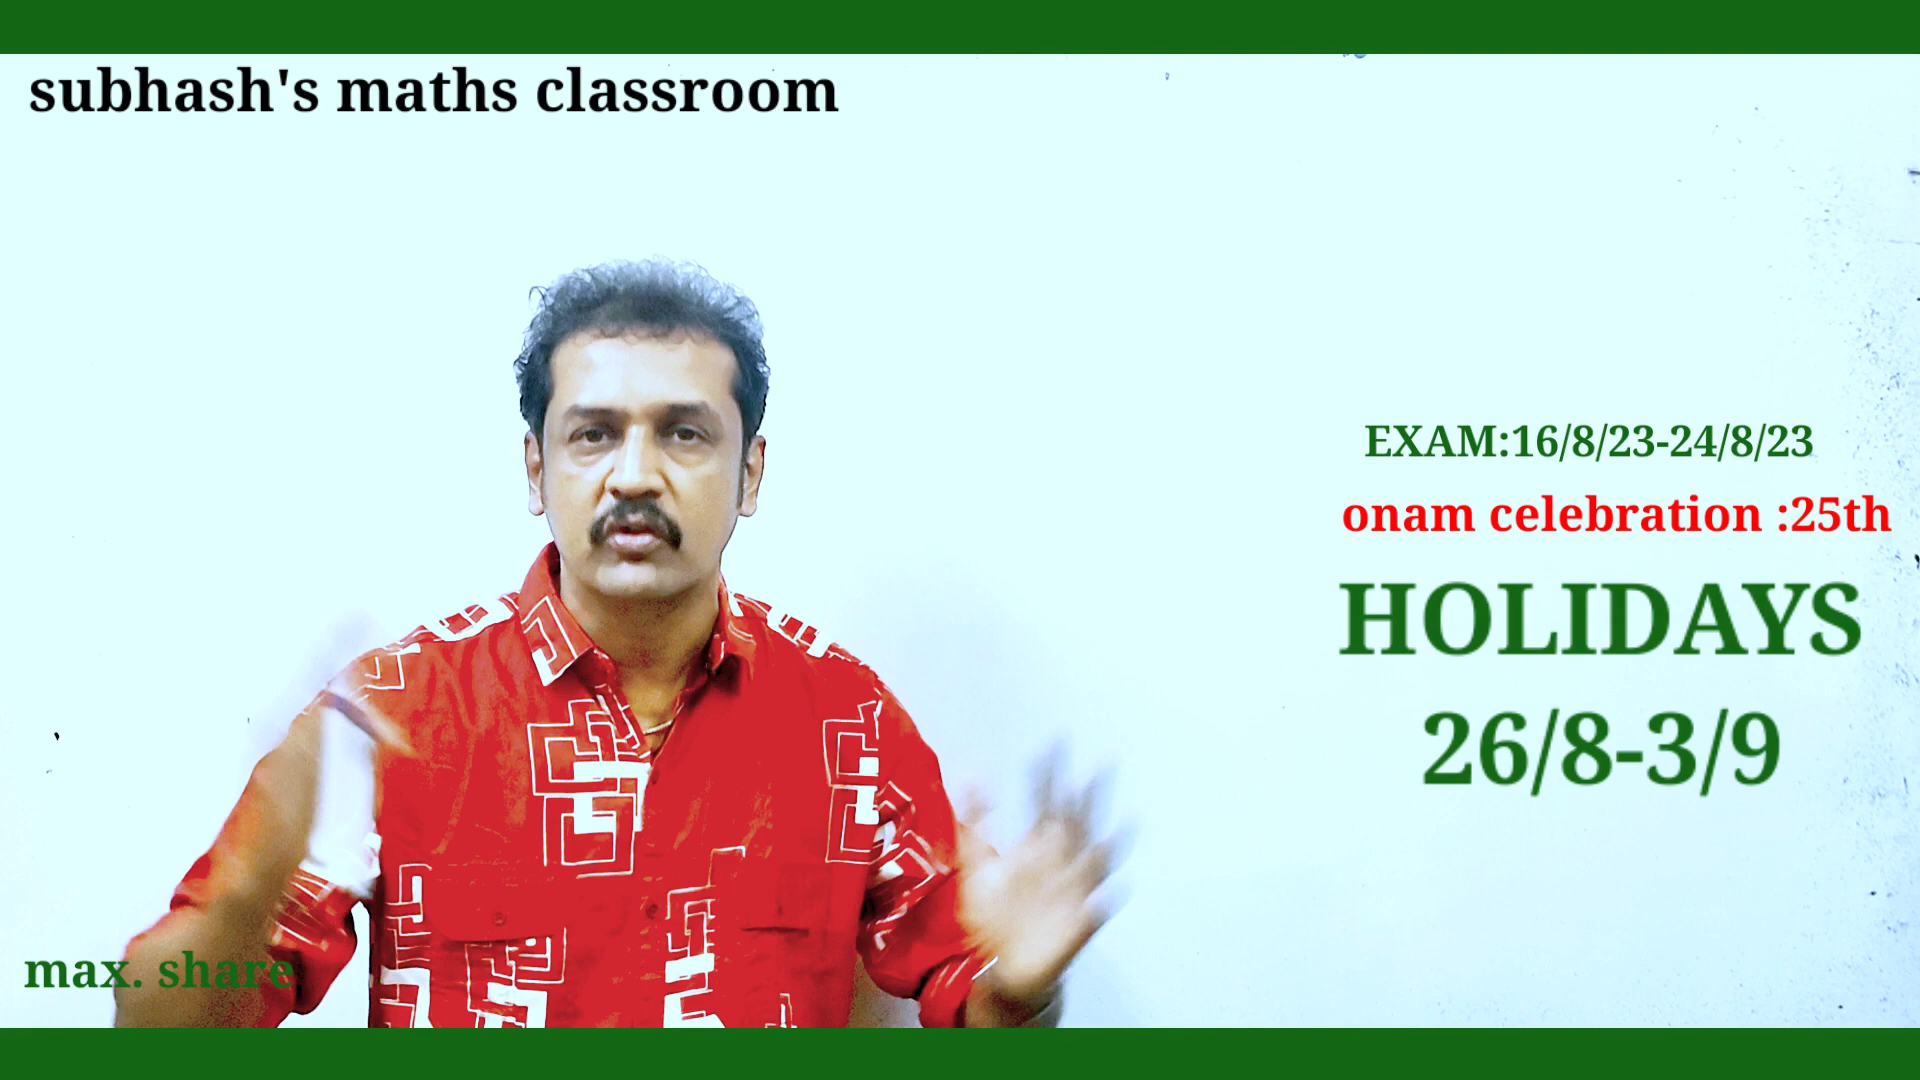 subhash's maths classroom
EXAM:16/8/23-24/8/23
onam celebration :25th
HOLIDAYS
26/8-3/9
max. share